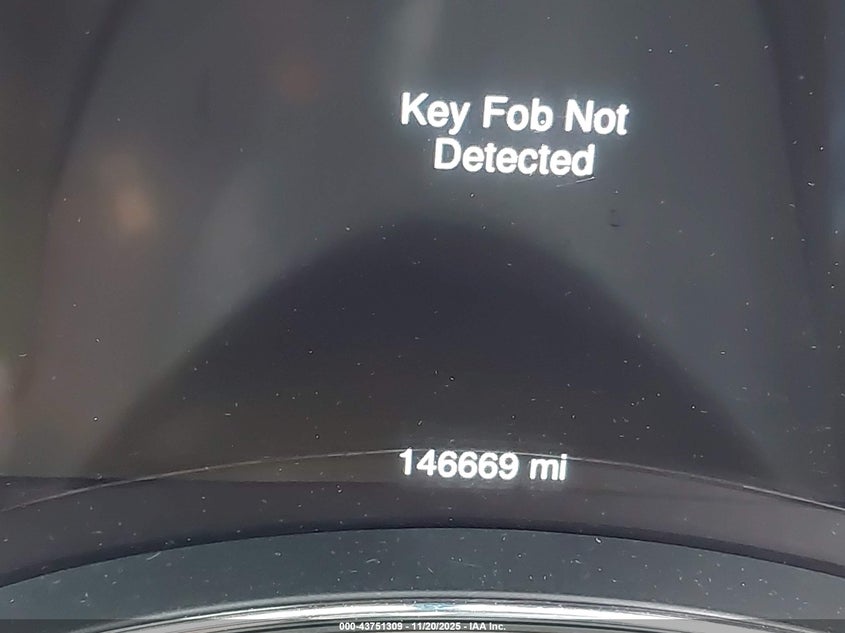 Key Fob Not
Detected
146669 mi
000-43751309 - 11/20/2025 - IAA Inc.